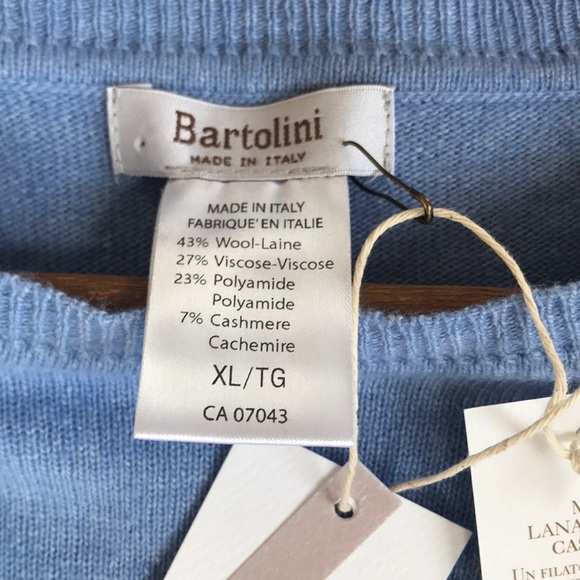 Bartolini
MADE IN ITALY
MADE IN ITALY
FABRIQUE' EN ITALIE
43% Wool-Laine
27% Viscose-Viscose
23% Polyamide
Polyamide
7% Cashmere
Cachemire
XL/TG
CA 07043
LANA
CAS
UN FILATO